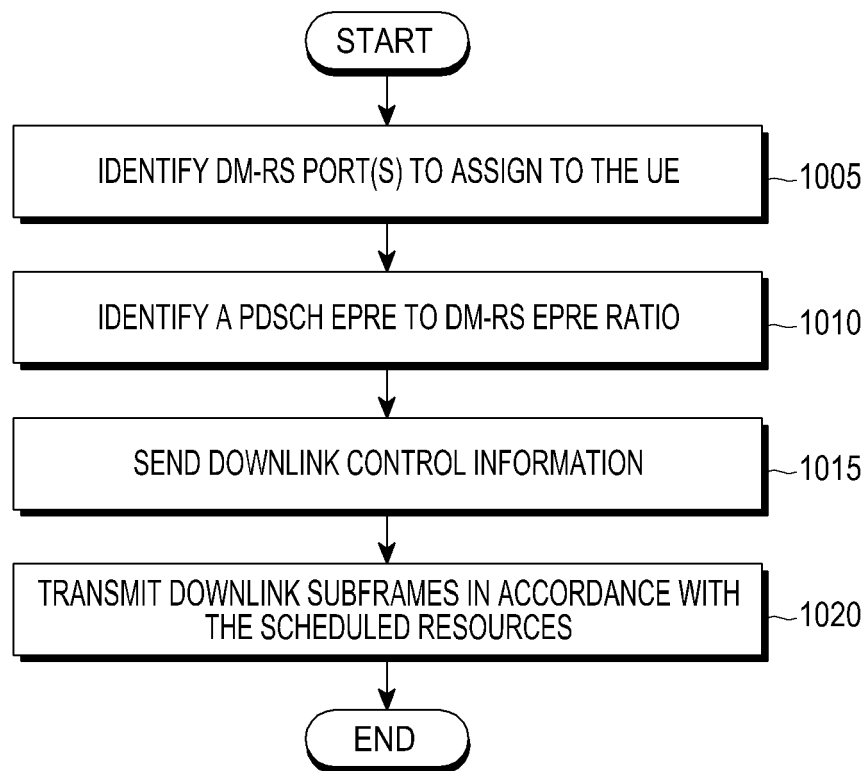 START
IDENTIFY DM-RS PORT(S) TO ASSIGN TO THE UE
1005
IDENTIFY A PDSCH EPRE TO DM-RS EPRE RATIO
1010
SEND DOWNLINK CONTROL INFORMATION
1015
TRANSMIT DOWNLINK SUBFRAMES IN ACCORDANCE WITH
THE SCHEDULED RESOURCES
1020
END